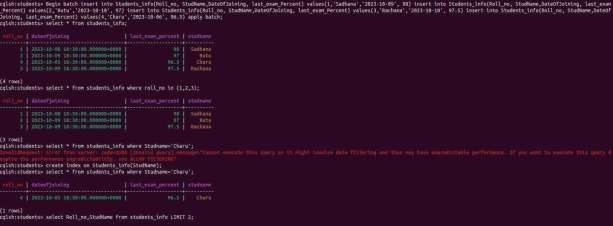 cqlsh:students> Begin batch insert into Students_info(Roll_no, StudName,DateOfJoining, last_exam_Percent) values(1,'Sadhana','2023-10-09', 98) insert into Students_info(Roll_no, StudName,DateOfJoining, last_exam
_Percent) values(2,'Rutu','2023-10-10', 97) insert into Students_info(Roll_no, StudName,DateOfJoining, last_exam_Percent) values(3,'Rachana','2023-10-10', 97.5) insert into Students_info(Roll_no, StudName,DateOfJoin
ing, last_exam_Percent) values(4,'Charu','2023-10-06', 96.5) apply batch;
cqlsh:students> select * from students_info;
roll_no | dateofjoining | last_exam_percent | studname
1 | 2023-10-08 18:30:00.000000+0000 | 98 | Sadhana
2 | 2023-10-09 18:30:00.000000+0000 | 97 | Rutu
4 | 2023-10-05 18:30:00.000000+0000 | 96.5 | Charu
3 | 2023-10-09 18:30:00.000000+0000 | 97.5 | Rachana
(4 rows)
cqlsh:students> select * from students_info where roll_no in (1,2,3);
roll_no | dateofjoining | last_exam_percent | studname
1 | 2023-10-08 18:30:00.000000+0000 | 98 | Sadhana
2 | 2023-10-09 18:30:00.000000+0000 | 97 | Rutu
3 | 2023-10-09 18:30:00.000000+0000 | 97.5 | Rachana
(3 rows)
cqlsh:students> select * from students_info where Studname='Charu';
InvalidRequest: Error from server: code=2200 [Invalid query] message="Cannot execute this query as it might involve data filtering and thus may have unpredictable performance. If you want to execute this query d
espite the performance unpredictability, use ALLOW FILTERING"
cqlsh:students> create index on Students_info(StudName);
cqlsh:students> select * from students_info where Studname='Charu';
roll_no | dateofjoining | last_exam_percent | studname
4 | 2023-10-05 18:30:00.000000+0000 | 96.5 | Charu
(1 rows)
cqlsh:students> select Roll_no,StudName from students_info LIMIT 2;